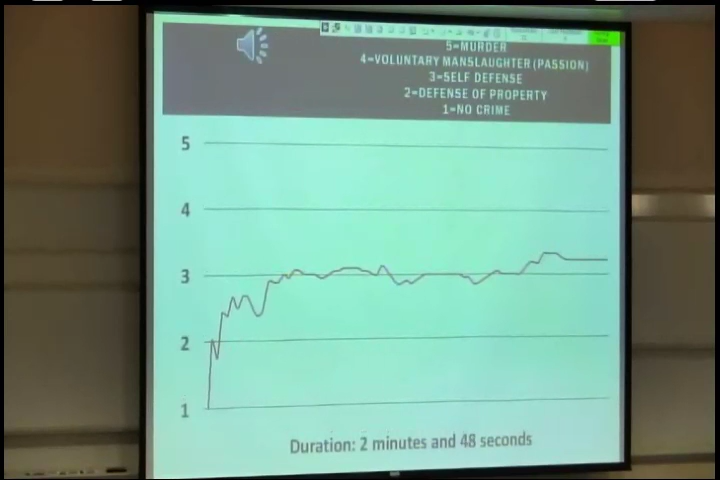 5=MURDER
4=VOLUNTARY MANSLAUGHTER (PASSION)
3=SELF DEFENSE
2=DEFENSE OF PROPERTY
1=NO CRIME
5
4
3
2
1
Duration: 2 minutes and 48 seconds